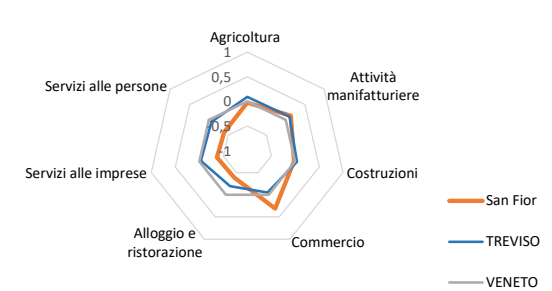 Agricoltura
1
0,5
0
-0,5
-1
Attività
manifatturiere
Costruzioni
Commercio
Alloggio e
ristorazione
Servizi alle imprese
Servizi alle persone
San Fior
TREVISO
VENETO